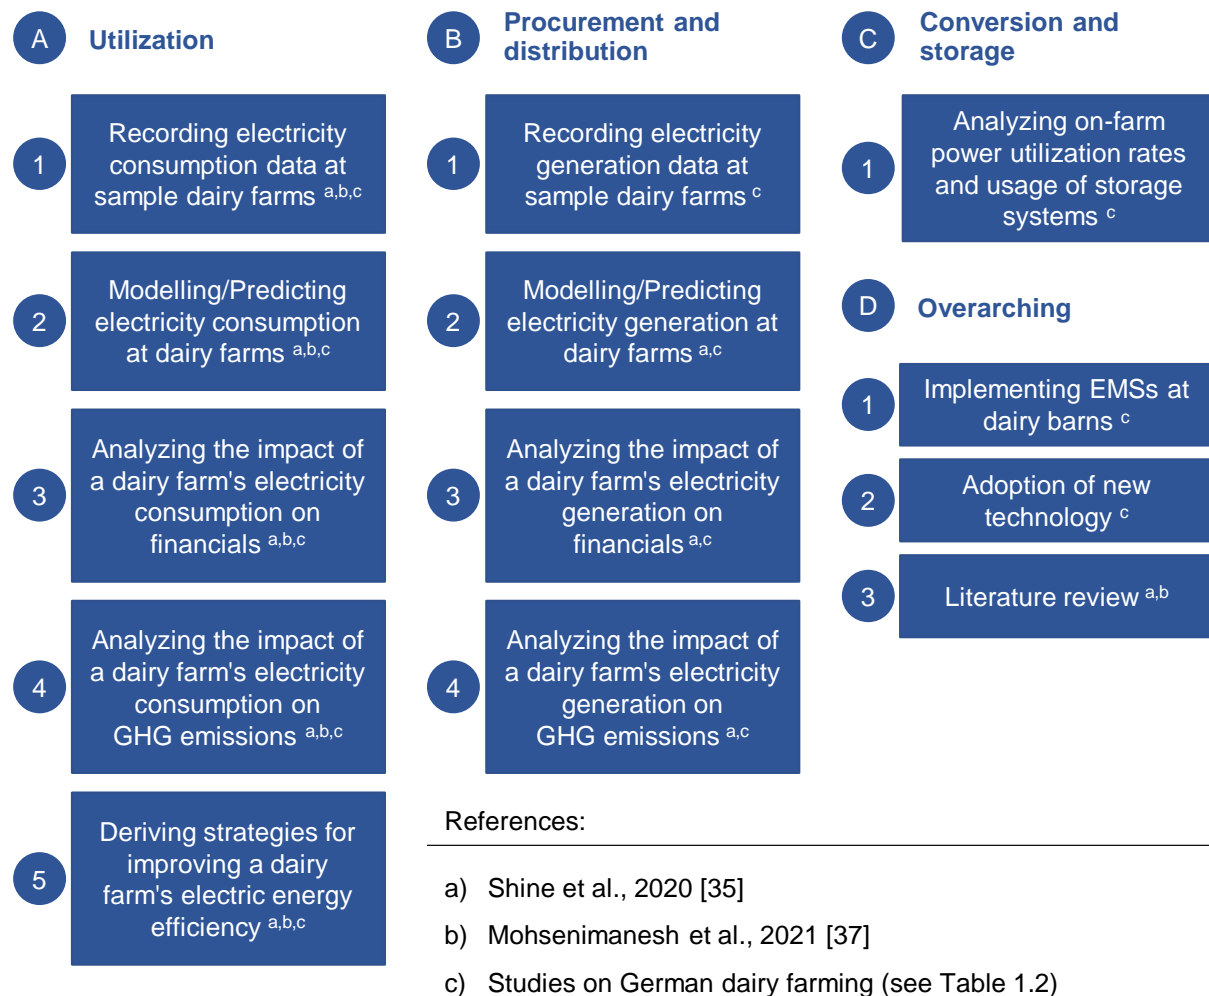 A Utilization
1
Recording electricity
consumption data at
sample dairy farms a,b,c
2
Modelling/Predicting
electricity consumption
at dairy farms a,b,c
3
Analyzing the impact of
a dairy farm's electricity
consumption on
financials a,b,c
4
Analyzing the impact of
a dairy farm's electricity
consumption on
GHG emissions a,b,c
5
Deriving strategies for
improving a dairy
farm's electric energy
efficiency a,b,c
B
Procurement and
distribution
1
Recording electricity
generation data at
sample dairy farms c
2
Modelling/Predicting
electricity generation at
dairy farms a,c
3
Analyzing the impact of
a dairy farm's electricity
generation on
financials a,c
4
Analyzing the impact of
a dairy farm's electricity
generation on
GHG emissions a,c
C
Conversion and
storage
1
Analyzing on-farm
power utilization rates
and usage of storage
systems c
D Overarching
1
Implementing EMSs at
dairy barns c
2
Adoption of new
technology c
3
Literature review a,b
References:
a) Shine et al., 2020 [35]
b) Mohsenimanesh et al., 2021 [37]
c) Studies on German dairy farming (see Table 1.2)